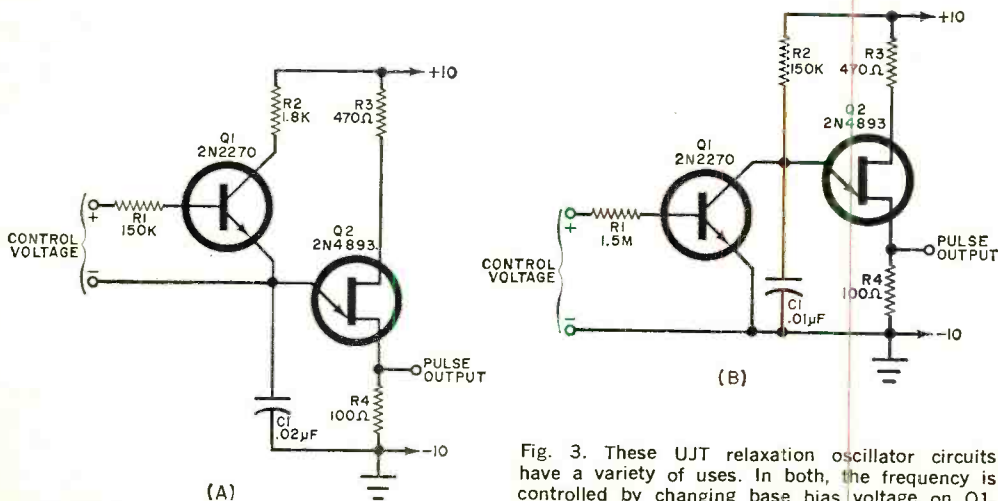 +10
R2
1.8K
R3
470Ω
Q1
2N2270
+
R1
150K
CONTROL
VOLTAGE
−
Q2
2N4893
PULSE
OUTPUT
R4
100Ω
C1
.02µF
-10
(A)
+10
R2
150K
R3
470Ω
Q2
2N4893
Q1
2N2270
+
R1
1.5M
CONTROL
VOLTAGE
−
PULSE
OUTPUT
R4
100Ω
C1
.01µF
-10
(B)
Fig. 3. These UJT relaxation oscillator circuits
have a variety of uses. In both, the frequency is
controlled by changing base bias voltage on Q1.